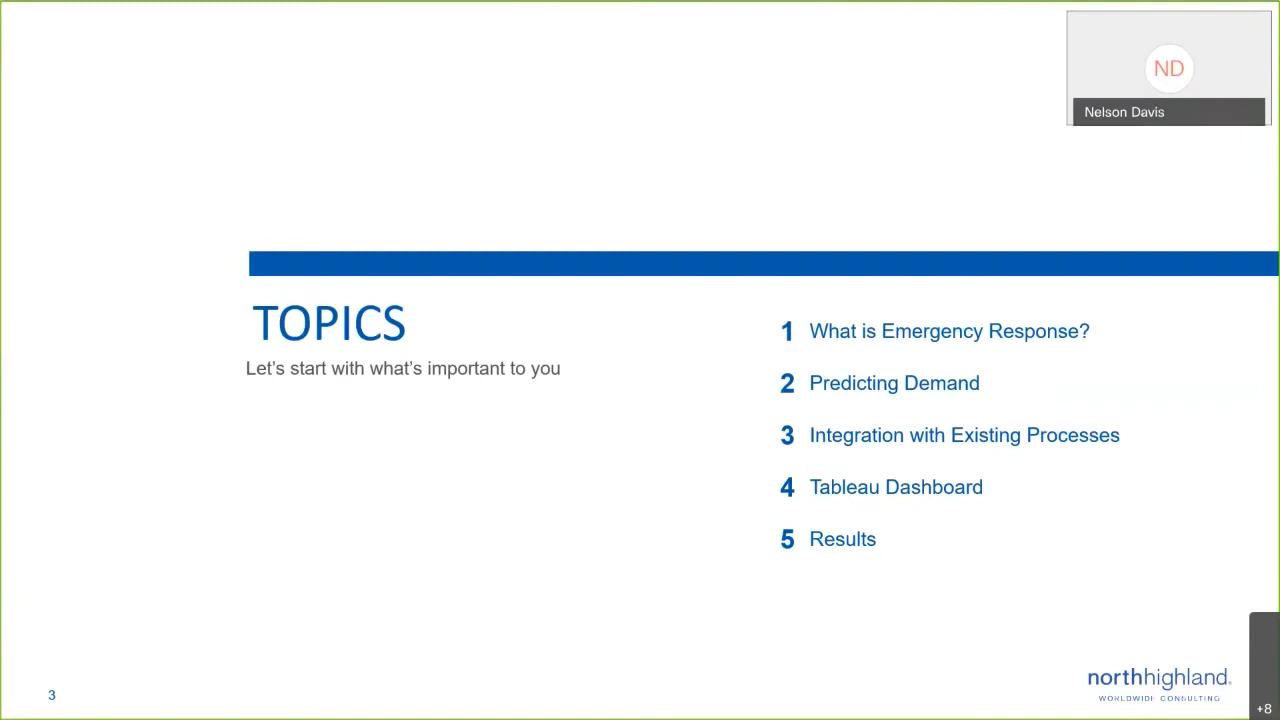 ND
Nelson Davis
TOPICS
Let's start with what's important to you
1 What is Emergency Response?
2 Predicting Demand
3 Integration with Existing Processes
4 Tableau Dashboard
5 Results
3
northhighland.
WORLDWIDE CONSULTING
+8